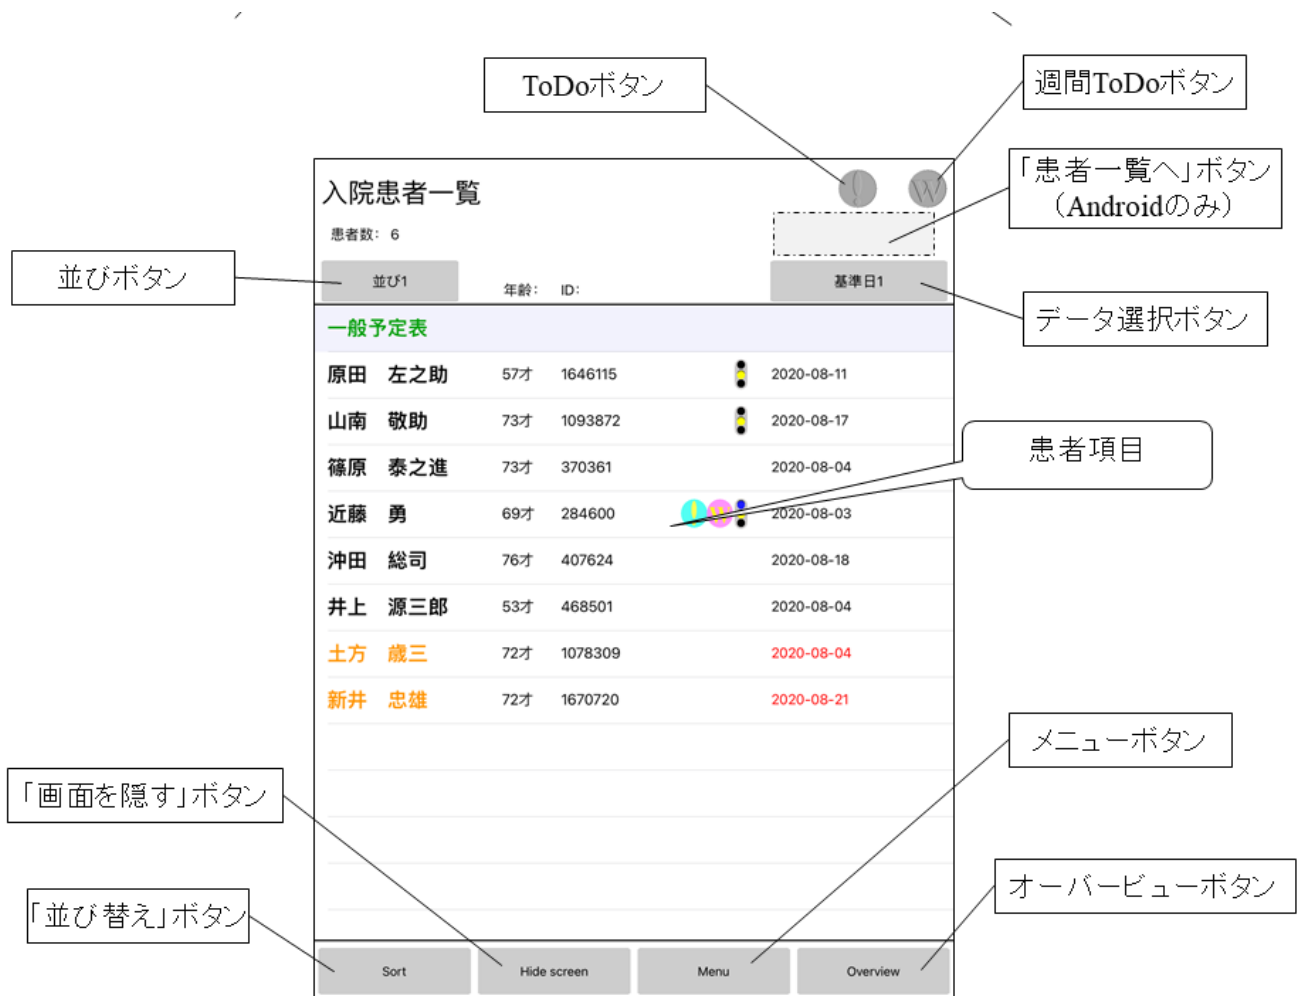 ToDoボタン
週間ToDoボタン
「患者一覧へ」ボタン
（Androidのみ）
入院患者一覧
患者数: 6
並びボタン
並び1
年齢: ID:
基準日1
データ選択ボタン
一般予定表
原田 左之助 57才 1646115 2020-08-11
山南 敬助 73才 1093872 2020-08-17
患者項目
篠原 泰之進 73才 370361 2020-08-04
近藤 勇 69才 284600 2020-08-03
沖田 総司 76才 407624 2020-08-18
井上 源三郎 53才 468501 2020-08-04
土方 歳三 72才 1078309 2020-08-04
新井 忠雄 72才 1670720 2020-08-21
メニューボタン
「画面を隠す」ボタン
オーバービューボタン
「並び替え」ボタン
Sort
Hide screen
Menu
Overview